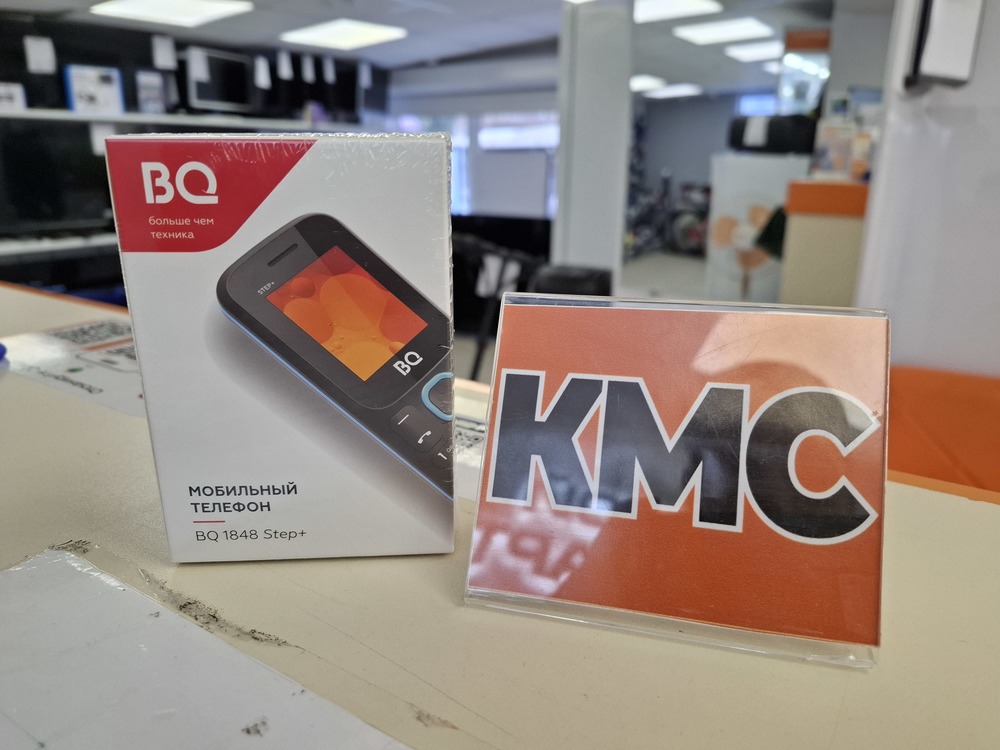 BQ
больше чем
техника
STEP+
BQ
МОБИЛЬНЫЙ
ТЕЛЕФОН
BQ 1848 Step+
КМС